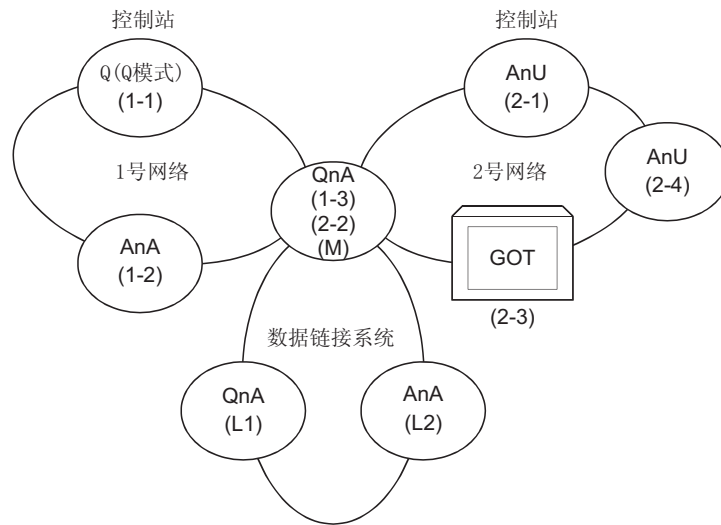 控制站
Q(Q模式)
(1-1)
1号网络
AnA
(1-2)
QnA
(1-3)
(2-2)
(M)
控制站
AnU
(2-1)
AnU
(2-4)
2号网络
GOT
(2-3)
数据链接系统
QnA
(L1)
AnA
(L2)